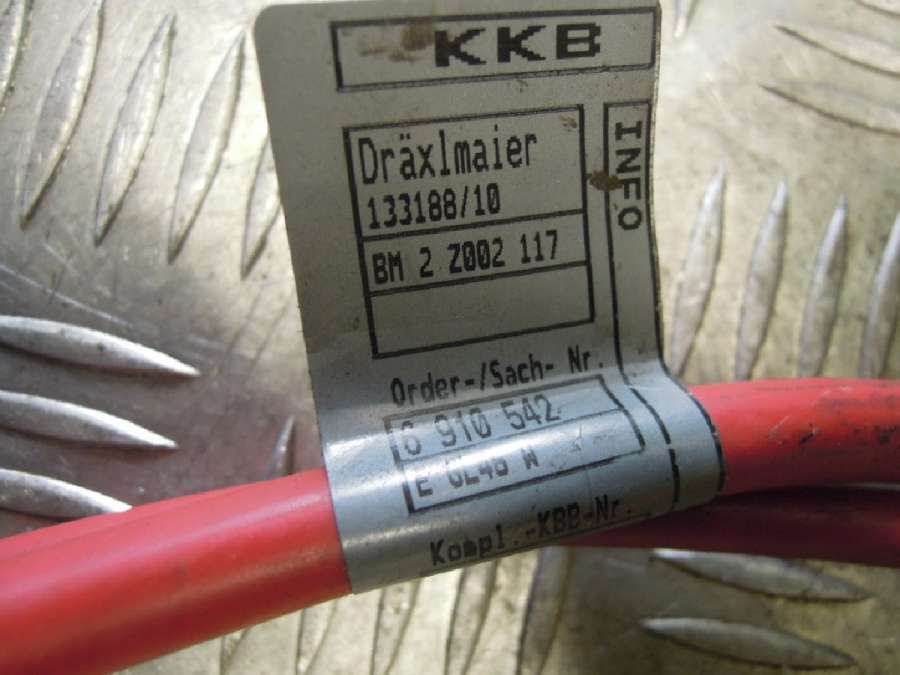 KKB
INFO
Dräxlmaier
133188/10
BM 2 Z002 117
Order-/Sach- Nr.
6 910 542
E W
Kompl.-KBB-Nr.